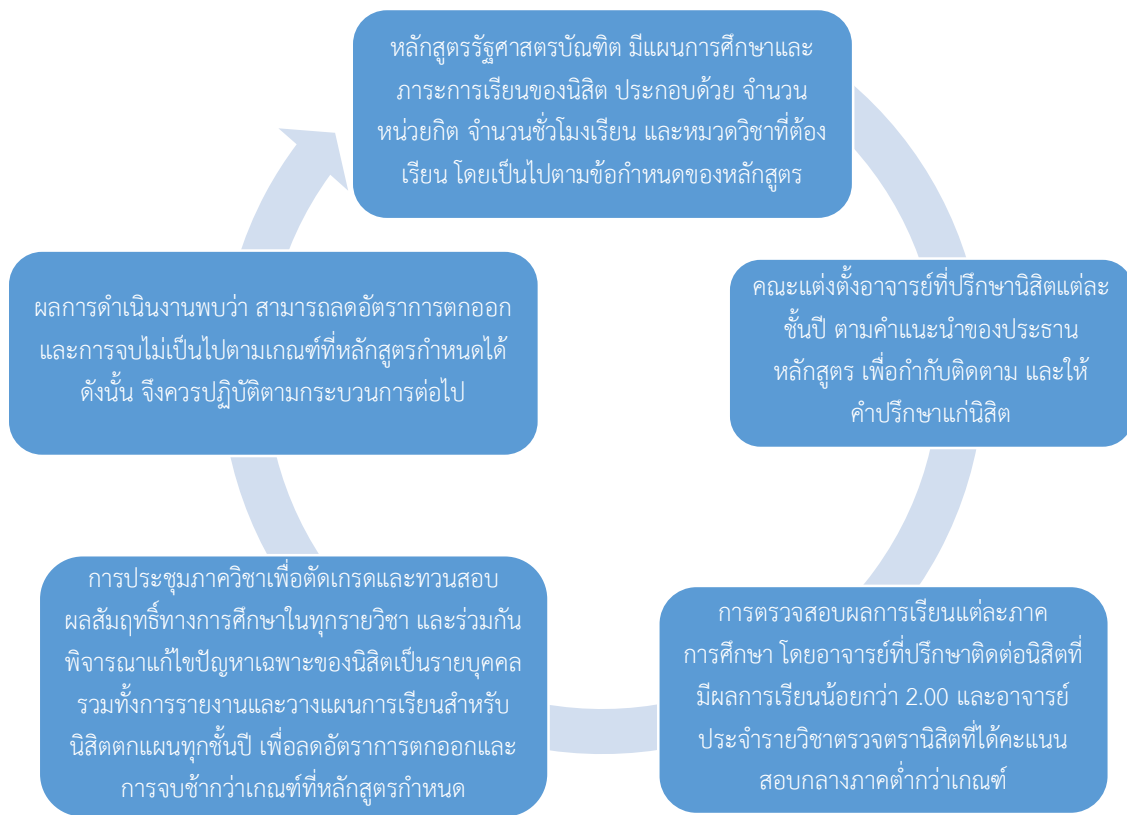 หลักสูตรรัฐศาสตรบัณฑิต มีแผนการศึกษาและ
ภาระการเรียนของนิสิต ประกอบด้วย จำนวน
หน่วยกิต จำนวนชั่วโมงเรียน และหมวดวิชาที่ต้อง
เรียน โดยเป็นไปตามข้อกำหนดของหลักสูตร
คณะแต่งตั้งอาจารย์ที่ปรึกษานิสิตแต่ละ
ชั้นปี ตามคำแนะนำของประธาน
หลักสูตร เพื่อกำกับติดตาม และให้
คำปรึกษาแก่นิสิต
การตรวจสอบผลการเรียนแต่ละภาค
การศึกษา โดยอาจารย์ที่ปรึกษาติดต่อนิสิตที่
มีผลการเรียนน้อยกว่า 2.00 และอาจารย์
ประจำรายวิชาตรวจตรานิสิตที่ได้คะแนน
สอบกลางภาคต่ำกว่าเกณฑ์
การประชุมภาควิชาเพื่อตัดเกรดและทวนสอบ
ผลสัมฤทธิ์ทางการศึกษาในทุกรายวิชา และร่วมกัน
พิจารณาแก้ไขปัญหาเฉพาะของนิสิตเป็นรายบุคคล
รวมทั้งการรายงานและวางแผนการเรียนสำหรับ
นิสิตตกแผนทุกชั้นปี เพื่อลดอัตราการตกออกและ
การจบช้ากว่าเกณฑ์ที่หลักสูตรกำหนด
ผลการดำเนินงานพบว่า สามารถลดอัตราการตกออก
และการจบไม่เป็นไปตามเกณฑ์ที่หลักสูตรกำหนดได้
ดังนั้น จึงควรปฏิบัติตามกระบวนการต่อไป